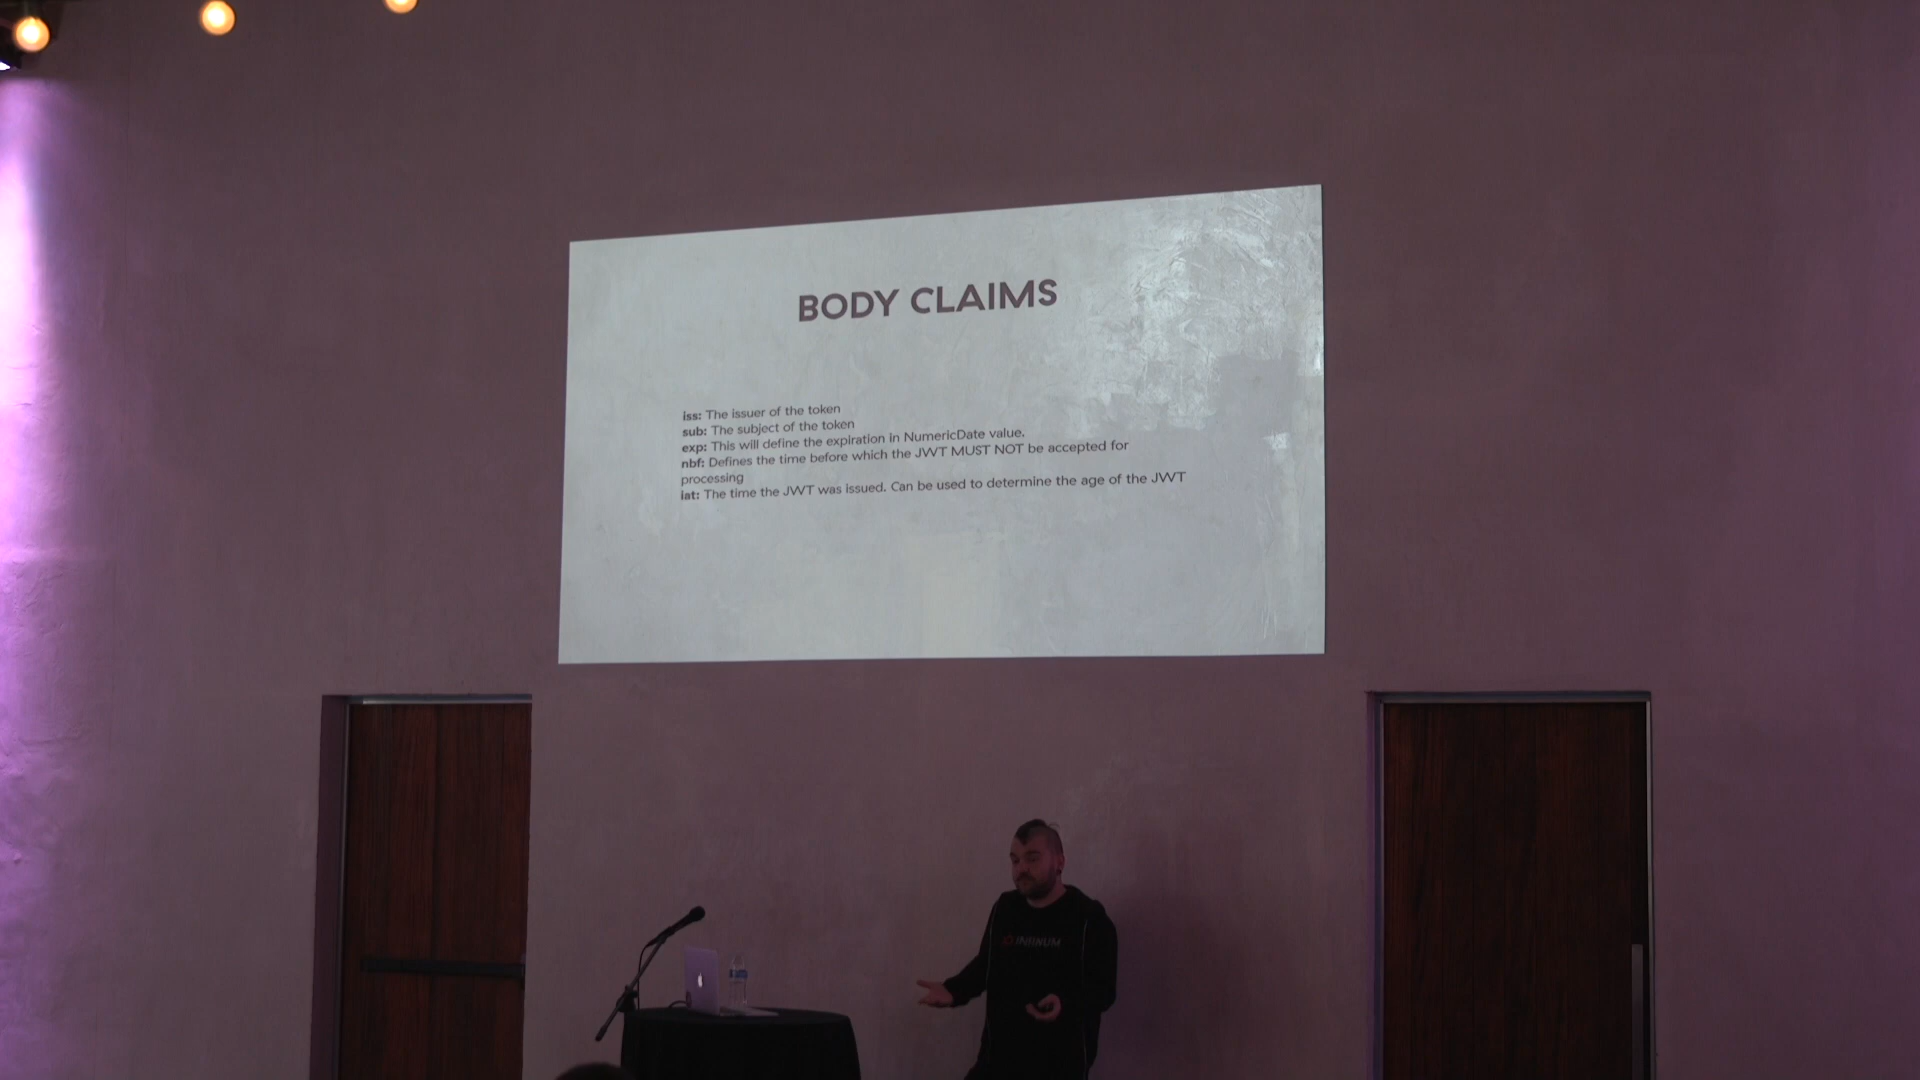 BODY CLAIMS
iss: The issuer of the token
sub: The subject of the token
exp: This will define the expiration in NumericDate value.
nbf: Defines the time before which the JWT MUST NOT be accepted for
processing
iat: The time the JWT was issued. Can be used to determine the age of the JWT
INFINUM